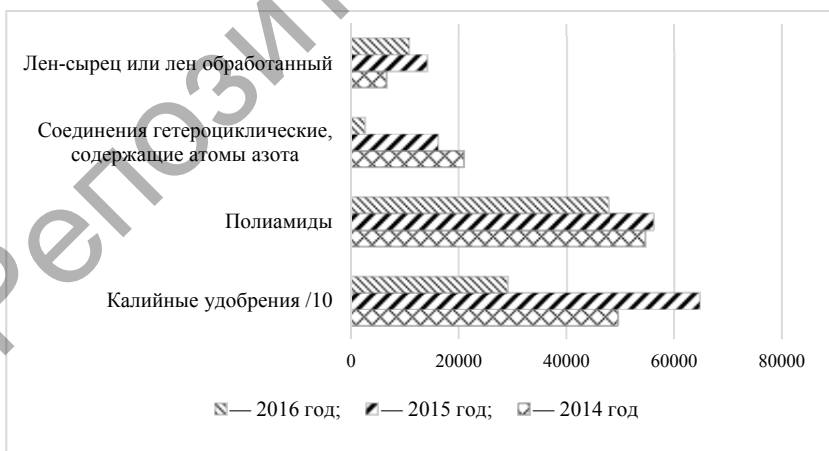 Репозит
Лен-сырец или лен обработанный
Соединения гетероциклические,
содержащие атомы азота
Полиамиды
Калийные удобрения /10
0 20000 40000 60000 80000
— 2016 год; — 2015 год; — 2014 год